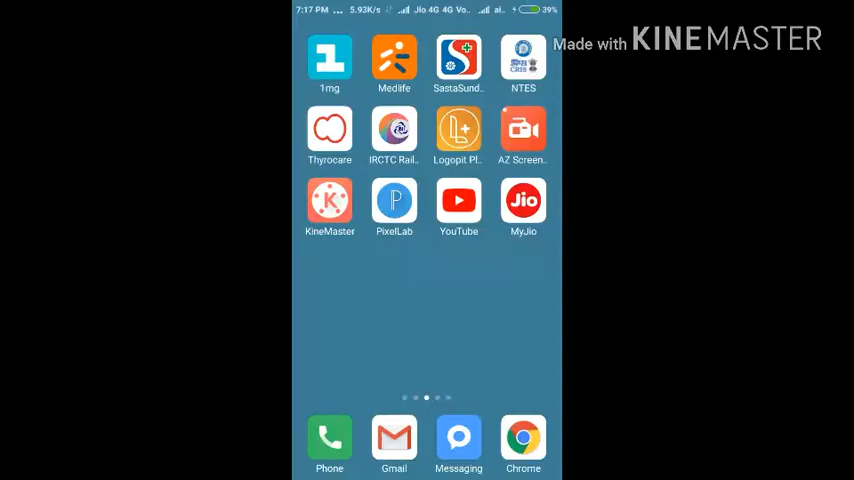 7:17 PM ... 5.93K/s Jio 4G 4G Vo.. ai.. 39%
Made with KINEMASTER
1mg Medlife SastaSund.. NTES
Thyrocare IRCTC Rail.. Logopit Pl.. AZ Screen..
KineMaster PixelLab YouTube MyJio
Phone Gmail Messaging Chrome